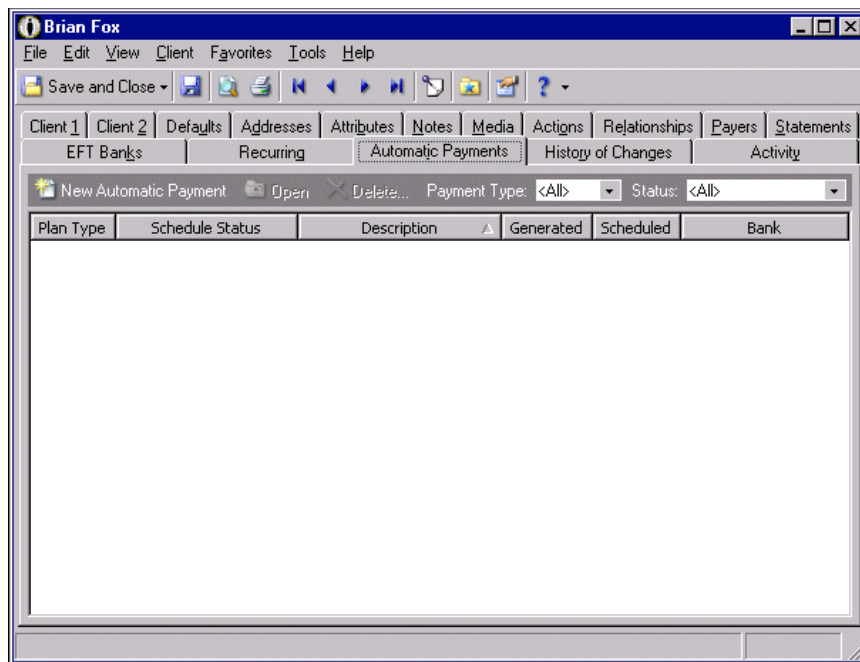 Brian Fox
File Edit View Client Favorites Tools Help
Save and Close ?
Client 1 Client 2 Defaults Addresses Attributes Notes Media Actions Relationships Payers Statements
EFT Banks Recurring Automatic Payments History of Changes Activity
New Automatic Payment Open Delete... Payment Type: <All> Status: <All>
Plan Type Schedule Status Description Generated Scheduled Bank